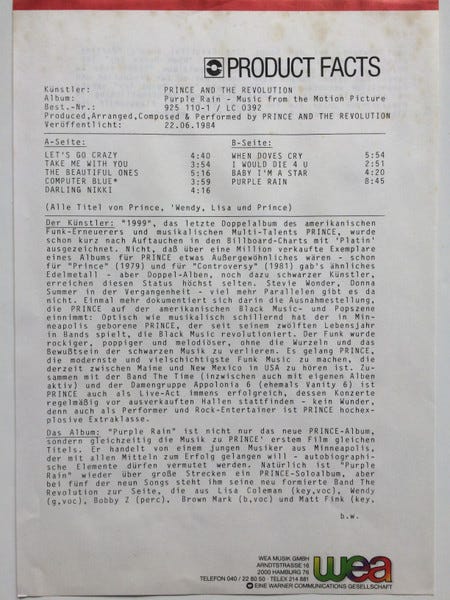 PRODUCT FACTS
Künstler: PRINCE AND THE REVOLUTION
Album: Purple Rain - Music from the Motion Picture
Best.-Nr.: 925 110-1 / LC 0392
Produced,Arranged,Composed & Performed by PRINCE AND THE REVOLUTION
Veröffentlicht: 22.06.1984
A-Seite: B-Seite:
LET'S GO CRAZY 4:40 WHEN DOVES CRY 5:54
TAKE ME WITH YOU 3:54 I WOULD DIE 4 U 2:51
THE BEAUTIFUL ONES 5:16 BABY I'M A STAR 4:20
COMPUTER BLUE* 3:59 PURPLE RAIN 8:45
DARLING NIKKI 4:16
(Alle Titel von Prince, *Wendy, Lisa und Prince)
Der Künstler: "1999", das letzte Doppelalbum des amerikanischen
Funk-Erneuerers und musikalischen Multi-Talents PRINCE, wurde
schon kurz nach Auftauchen in den Billboard-Charts mit 'Platin'
ausgezeichnet. Nicht, daß über eine Million verkaufte Exemplare
eines Albums für PRINCE etwas Außergewöhnliches wären - schon
für "Prince" (1979) und für "Controversy" (1981) gab's ähnliches
Edelmetall - aber Doppel-Alben, noch dazu schwarzer Künstler,
erreichen diesen Status höchst selten. Stevie Wonder, Donna
Summer in der Vergangenheit - viel mehr Parallelen gibt es da
nicht. Einmal mehr dokumentiert sich darin die Ausnahmestellung,
die PRINCE auf der amerikanischen Black Music- und Popszene
einnimmt: Optisch wie musikalisch schillernd hat der in Min-
neapolis geborene PRINCE, der seit seinem zwölften Lebensjahr
in Bands spielt, die Black Music revolutioniert. Der Funk wurde
rockiger, poppiger und melodiöser, ohne die Wurzeln und das
Bewußtsein der schwarzen Musik zu verlieren. Es gelang PRINCE,
die modernste und vielschichtigste Funk Music zu machen, die
derzeit zwischen Maine und New Mexico in USA zu hören ist. Zu-
sammen mit der Band The Time (inzwischen auch mit eigenen Alben
aktiv) und der Damengruppe Appolonia 6 (ehemals Vanity 6) ist
PRINCE auch als Live-Act immens erfolgreich, dessen Konzerte
regelmäßig vor ausverkauften Hallen stattfinden - kein Wunder,
denn auch als Performer und Rock-Entertainer ist PRINCE hochex-
plosive Extraklasse.
Das Album: "Purple Rain" ist nicht nur das neue PRINCE-Album,
sondern gleichzeitig die Musik zu PRINCE' erstem Film gleichen
Titels. Er handelt von einem jungen Musiker aus Minneapolis,
der mit allen Mitteln zum Erfolg gelangen will - autobiographi-
sche Elemente dürfen vermutet werden. Natürlich ist "Purple
Rain" wieder über große Strecken ein PRINCE-Soloalbum, aber
bei fünf der neun Songs steht ihm seine neu formierte Band The
Revolution zur Seite, die aus Lisa Coleman (key,voc), Wendy
(g,voc), Bobby Z (perc), Brown Mark (b,voc) und Matt Fink (key,
b.w.
WEA MUSIK GMBH
ARNDTSTRASSE 16
2000 HAMBURG 76
TELEFON 040 / 22 80 50 · TELEX 214 881
EINE WARNER COMMUNICATIONS GESELLSCHAFT
wea